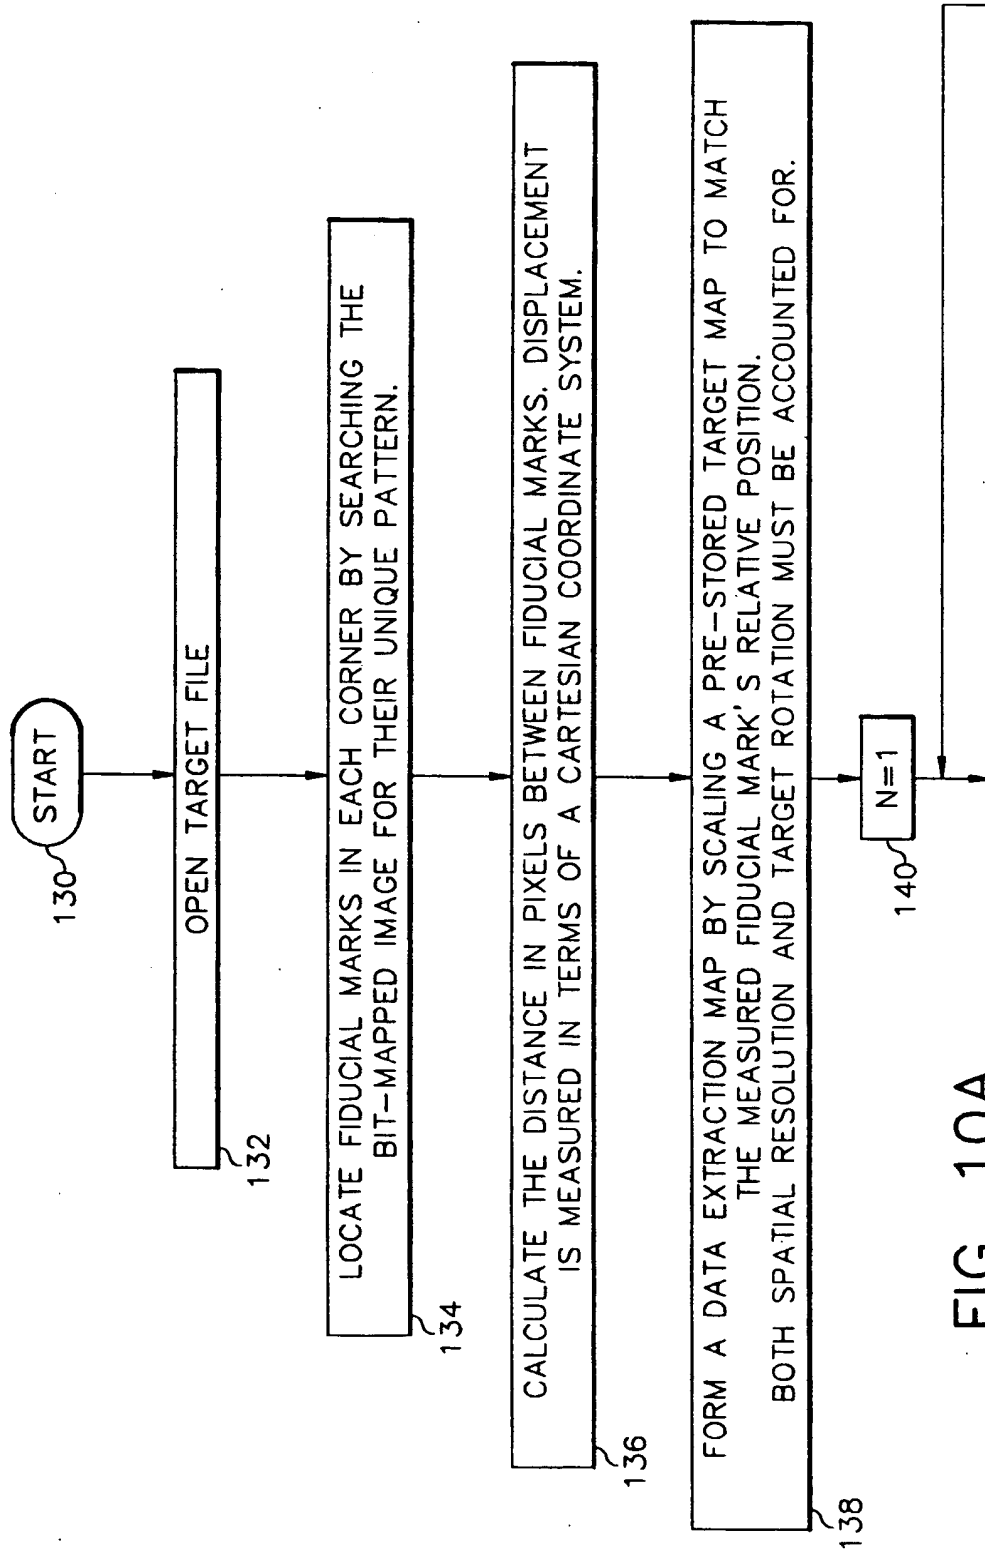 START
130
OPEN TARGET FILE
132
LOCATE FIDUCIAL MARKS IN EACH CORNER BY SEARCHING THE
BIT-MAPPED IMAGE FOR THEIR UNIQUE PATTERN.
134
CALCULATE THE DISTANCE IN PIXELS BETWEEN FIDUCIAL MARKS. DISPLACEMENT
IS MEASURED IN TERMS OF A CARTESIAN COORDINATE SYSTEM.
136
FORM A DATA EXTRACTION MAP BY SCALING A PRE-STORED TARGET MAP TO MATCH
THE MEASURED FIDUCIAL MARK'S RELATIVE POSITION.
BOTH SPATIAL RESOLUTION AND TARGET ROTATION MUST BE ACCOUNTED FOR.
138
N=1
140
FIG. 10A